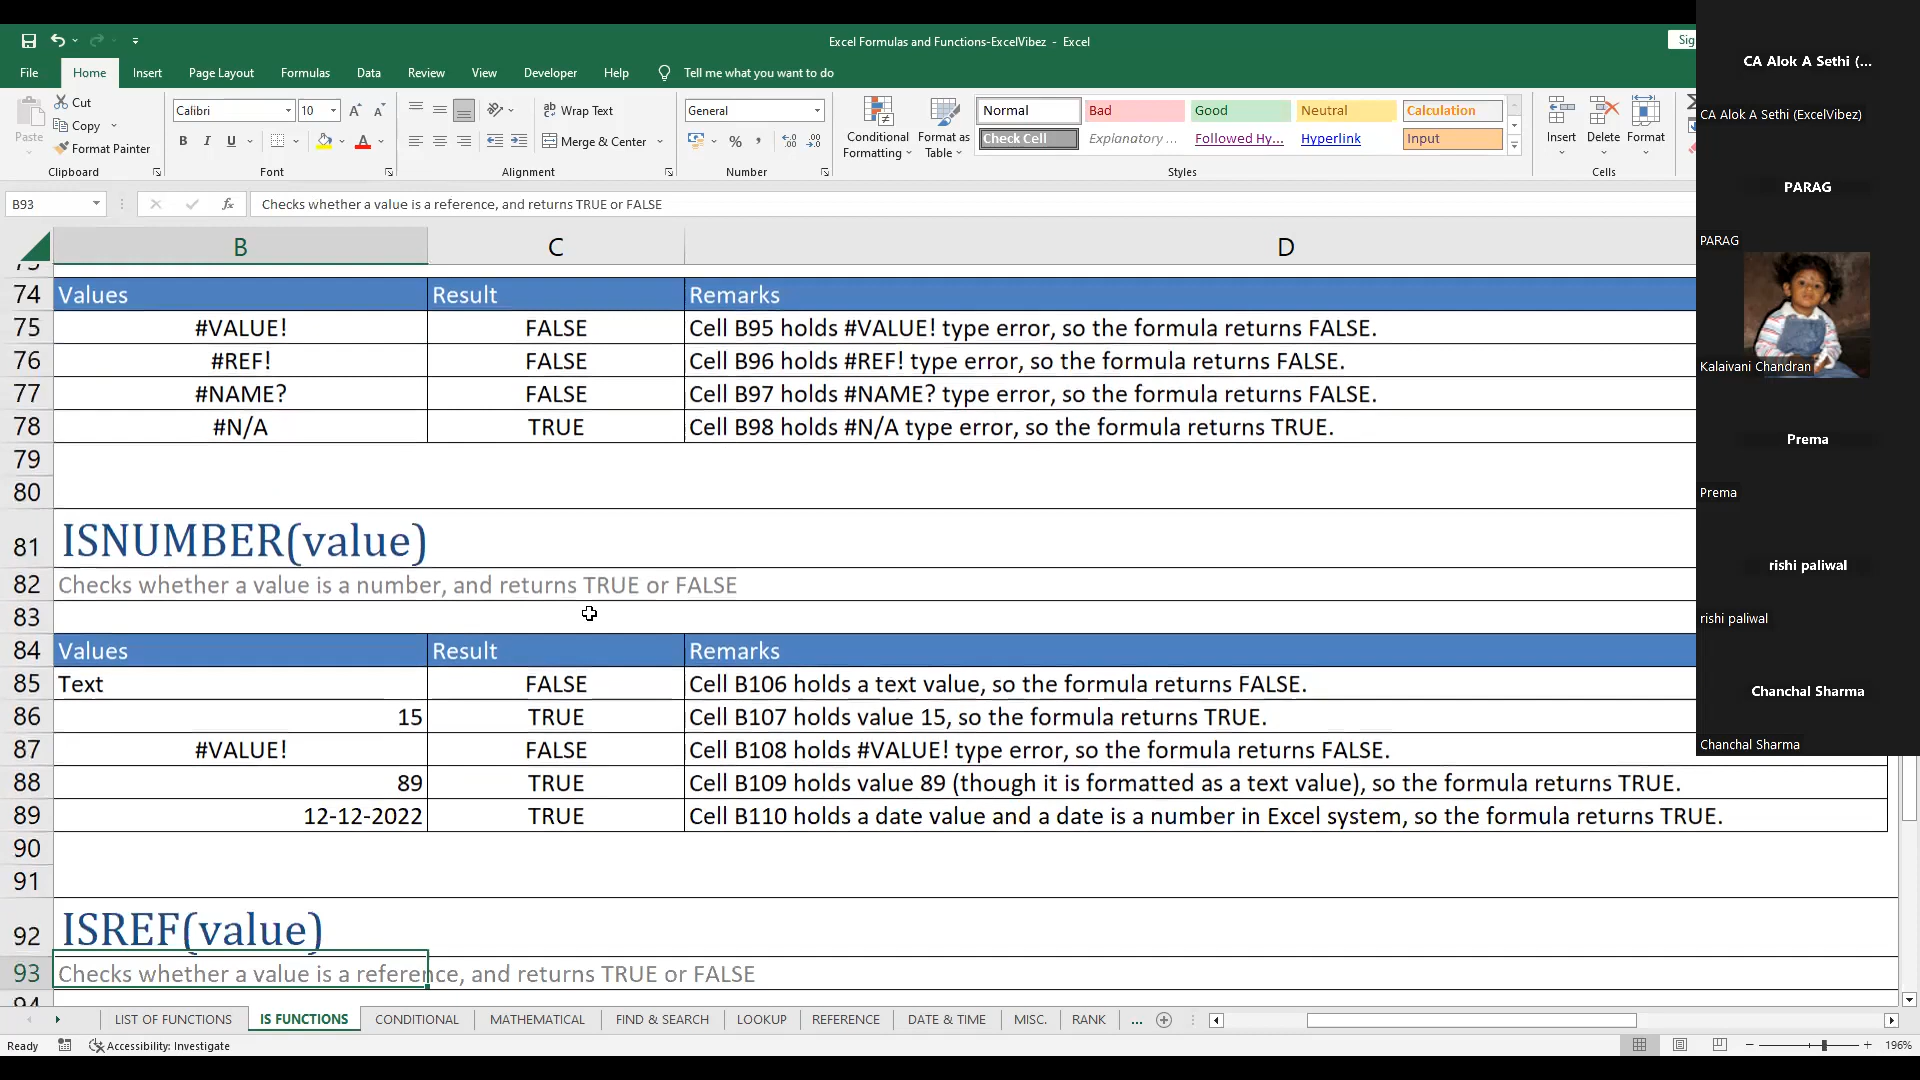 Excel Formulas and Functions-ExcelVibez - Excel
File Home Insert Page Layout Formulas Data Review View Developer Help Tell me what you want to do
Paste
Cut
Copy
Format Painter
Clipboard
Calibri 10
B I U
Font
Wrap Text
Merge & Center
Alignment
General
%
Number
Conditional Formatting
Format as Table
Normal Bad Good Neutral Calculation
Check Cell Explanatory ... Followed Hy... Hyperlink Input
Styles
Insert Delete Format
Cells
B93
fx
Checks whether a value is a reference, and returns TRUE or FALSE
B C D
74 Values Result Remarks
75 #VALUE! FALSE Cell B95 holds #VALUE! type error, so the formula returns FALSE.
76 #REF! FALSE Cell B96 holds #REF! type error, so the formula returns FALSE.
77 #NAME? FALSE Cell B97 holds #NAME? type error, so the formula returns FALSE.
78 #N/A TRUE Cell B98 holds #N/A type error, so the formula returns TRUE.
79
80
81 ISNUMBER(value)
82 Checks whether a value is a number, and returns TRUE or FALSE
83
84 Values Result Remarks
85 Text FALSE Cell B106 holds a text value, so the formula returns FALSE.
86 15 TRUE Cell B107 holds value 15, so the formula returns TRUE.
87 #VALUE! FALSE Cell B108 holds #VALUE! type error, so the formula returns FALSE.
88 89 TRUE Cell B109 holds value 89 (though it is formatted as a text value), so the formula returns TRUE.
89 12-12-2022 TRUE Cell B110 holds a date value and a date is a number in Excel system, so the formula returns TRUE.
90
91
92 ISREF(value)
93 Checks whether a value is a reference, and returns TRUE or FALSE
LIST OF FUNCTIONS IS FUNCTIONS CONDITIONAL MATHEMATICAL FIND & SEARCH LOOKUP REFERENCE DATE & TIME MISC. RANK ...
Ready Accessibility: Investigate 196%
CA Alok A Sethi (...
CA Alok A Sethi (ExcelVibez)
PARAG
PARAG
Kalaivani Chandran
Prema
Prema
rishi paliwal
rishi paliwal
Chanchal Sharma
Chanchal Sharma